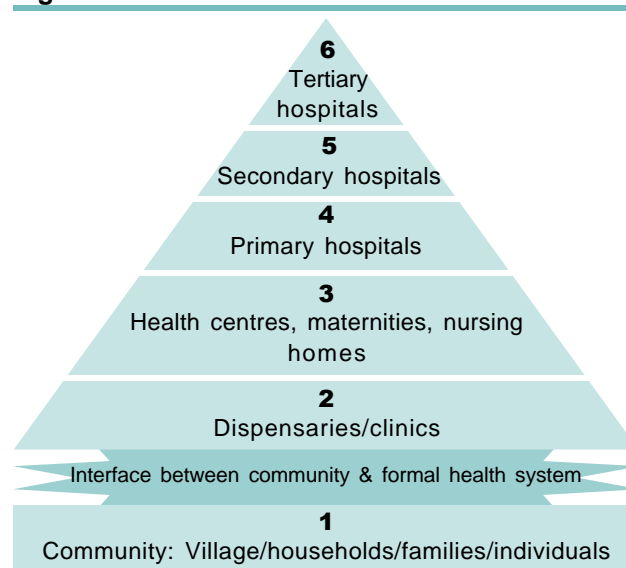 6
Tertiary
hospitals
5
Secondary hospitals
4
Primary hospitals
3
Health centres, maternities, nursing
homes
2
Dispensaries/clinics
Interface between community & formal health system
1
Community: Village/households/families/individuals